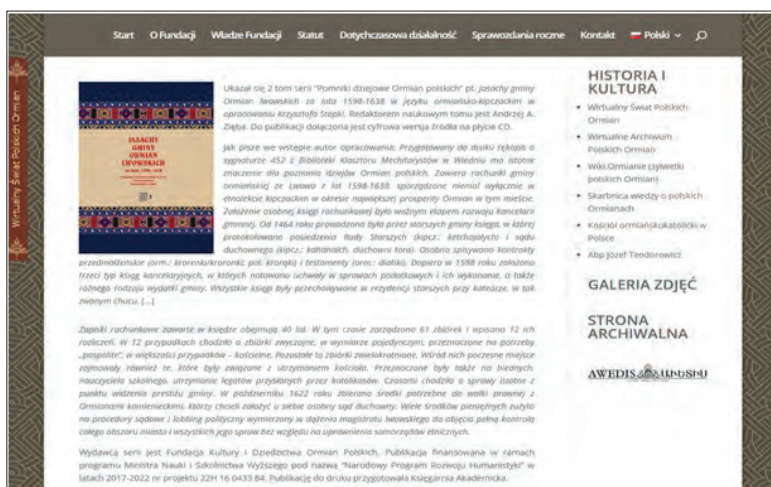 Start O Fundacji Władze Fundacji Statut Dotychczasowa działalność Sprawozdania roczne Kontakt Polski
Wirtualny Świat Polskich Ormian
JASACHY
GMINY
ORMIAN
LWOWSKICH
Ukazał się 2 tom serii "Pomniki dziejowe Ormian polskich" pt. Jasachy gminy
Ormian lwowskich za lata 1598-1638 w języku ormiańsko-kipczackim w
opracowaniu Krzysztofa Stopki. Redaktorem naukowym tomu jest Andrzej A.
Zięba. Do publikacji dołączona jest cyfrowa wersja źródła na płycie CD.
Jak pisze we wstępie autor opracowania: Przygotowany do druku rękopis o
sygnaturze 452 z Biblioteki Klasztoru Mechitarystów w Wiedniu ma istotne
znaczenie dla poznania dziejów Ormian polskich. Zawiera rachunki gminy
ormiańskiej ze Lwowa z lat 1598-1638, sporządzone niemal wyłącznie w
etnolekcie kipczackim w okresie największej prosperity Ormian w tym mieście.
Założenie osobnej księgi rachunkowej było ważnym etapem rozwoju kancelarii
gminnej. Od 1464 roku prowadzona była przez starszych gminy księga, w której
protokołowano posiedzenia Rady Starszych (kipcz.: ketchojalych) i sądu
duchownego (kipcz.: kahanalch, duchowni tora). Osobno spisywano kontrakty
przedmałżeńskie (orm.: krorenk/kroronk; pol. kronki) i testamenty (orm.: diatik). Dopiero w 1598 roku założono
trzeci typ ksiąg kancelaryjnych, w których notowano uchwały w sprawach podatkowych i ich wykonanie, a także
różnego rodzaju wydatki gminy. Wszystkie księgi były przechowywane w rezydencji starszych przy katedrze, w tak
zwanym chucu. [...]
Zapiski rachunkowe zawarte w księdze obejmują 40 lat. W tym czasie zarządzono 61 zbiórek i wpisano 12 ich
rozliczeń. W 12 przypadkach chodziło o zbiórki zwyczajne, w wymiarze pojedynczym, przeznaczone na potrzeby
„pospolite", w większości przypadków – kościelne. Pozostałe to zbiórki zwielokrotnione. Wśród nich poczesne miejsce
zajmowały również te, które były związane z utrzymaniem kościoła. Przeznaczone były także na biednych,
nauczyciela szkolnego, utrzymanie legatów przysłanych przez katolikosów. Czasami chodziło o sprawy istotne z
punktu widzenia prestiżu gminy. W październiku 1622 roku zbierano środki potrzebne do walki prawnej z
Ormianami kamienieckimi, którzy chcieli założyć u siebie osobny sąd duchowny. Wiele środków pieniężnych zużyto
na procedury sądowe i lobbing polityczny wymierzony w dążenia magistratu lwowskiego do objęcia pełną kontrolą
całego obszaru miasta i wszystkich jego spraw bez względu na uprawnienia samorządów etnicznych.
Wydawcą serii jest Fundacja Kultury i Dziedzictwa Ormian Polskich. Publikacja finansowana w ramach
programu Ministra Nauki i Szkolnictwa Wyższego pod nazwą "Narodowy Program Rozwoju Humanistyki" w
latach 2017-2022 nr projektu 22H 16 0433 84. Publikację do druku przygotowała Księgarnia Akademicka.
HISTORIA I
KULTURA
Wirtualny Świat Polskich
Ormian
Wirtualne Archiwum
Polskich Ormian
Wiki.Ormianie (sylwetki
polskich Ormian)
Skarbnica wiedzy o polskich
Ormianach
Kościół ormiańskokatolicki w
Polsce
Abp Józef Teodorowicz
GALERIA ZDJĘĆ
STRONA
ARCHIWALNA
AWEDIS ԱՒԵՏԻՍ